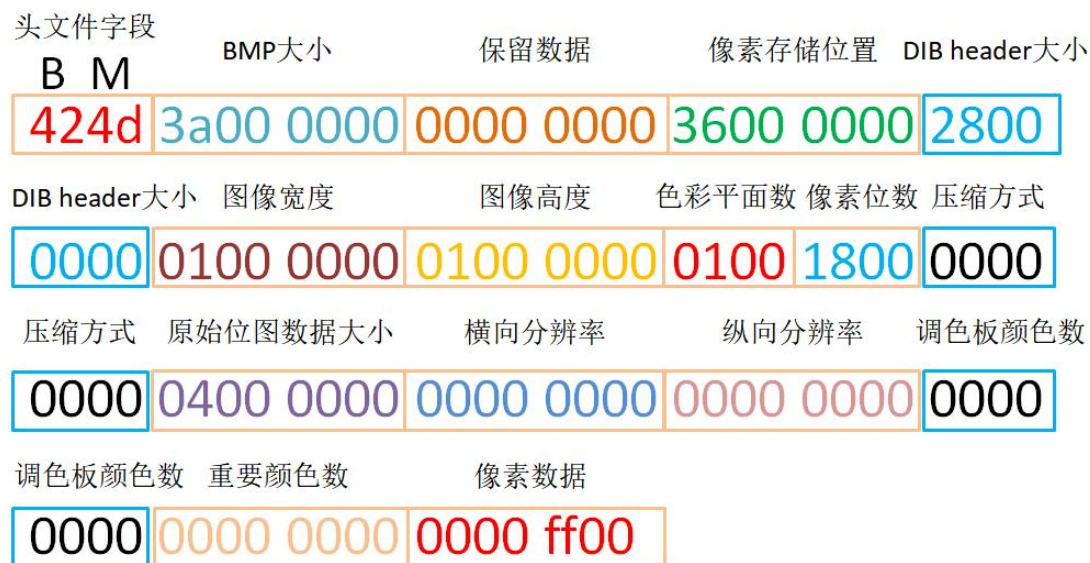 头文件字段
BMP大小 保留数据 像素存储位置 DIB header大小
B M
424d 3a00 0000 0000 0000 3600 0000 2800
DIB header大小 图像宽度 图像高度 色彩平面数 像素位数 压缩方式
0000 0100 0000 0100 0000 0100 1800 0000
压缩方式 原始位图数据大小 横向分辨率 纵向分辨率 调色板颜色数
0000 0400 0000 0000 0000 0000 0000 0000
调色板颜色数 重要颜色数 像素数据
0000 0000 0000 0000 ff00